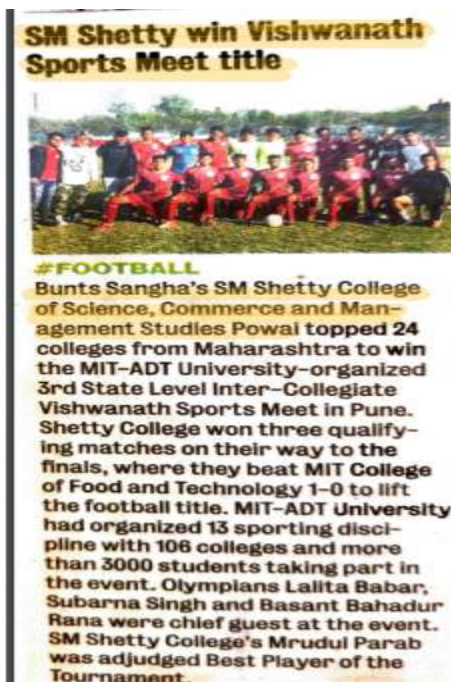 SM Shetty win Vishwanath
Sports Meet title
#FOOTBALL
Bunts Sangha's SM Shetty College
of Science, Commerce and Man-
agement Studies Powai topped 24
colleges from Maharashtra to win
the MIT-ADT University-organized
3rd State Level Inter-Collegiate
Vishwanath Sports Meet in Pune.
Shetty College won three qualify-
ing matches on their way to the
finals, where they beat MIT College
of Food and Technology 1-0 to lift
the football title. MIT-ADT University
had organized 13 sporting disci-
pline with 106 colleges and more
than 3000 students taking part in
the event. Olympians Lalita Babar,
Subarna Singh and Basant Bahadur
Rana were chief guest at the event.
SM Shetty College's Mrudul Parab
was adjudged Best Player of the
Tournament.